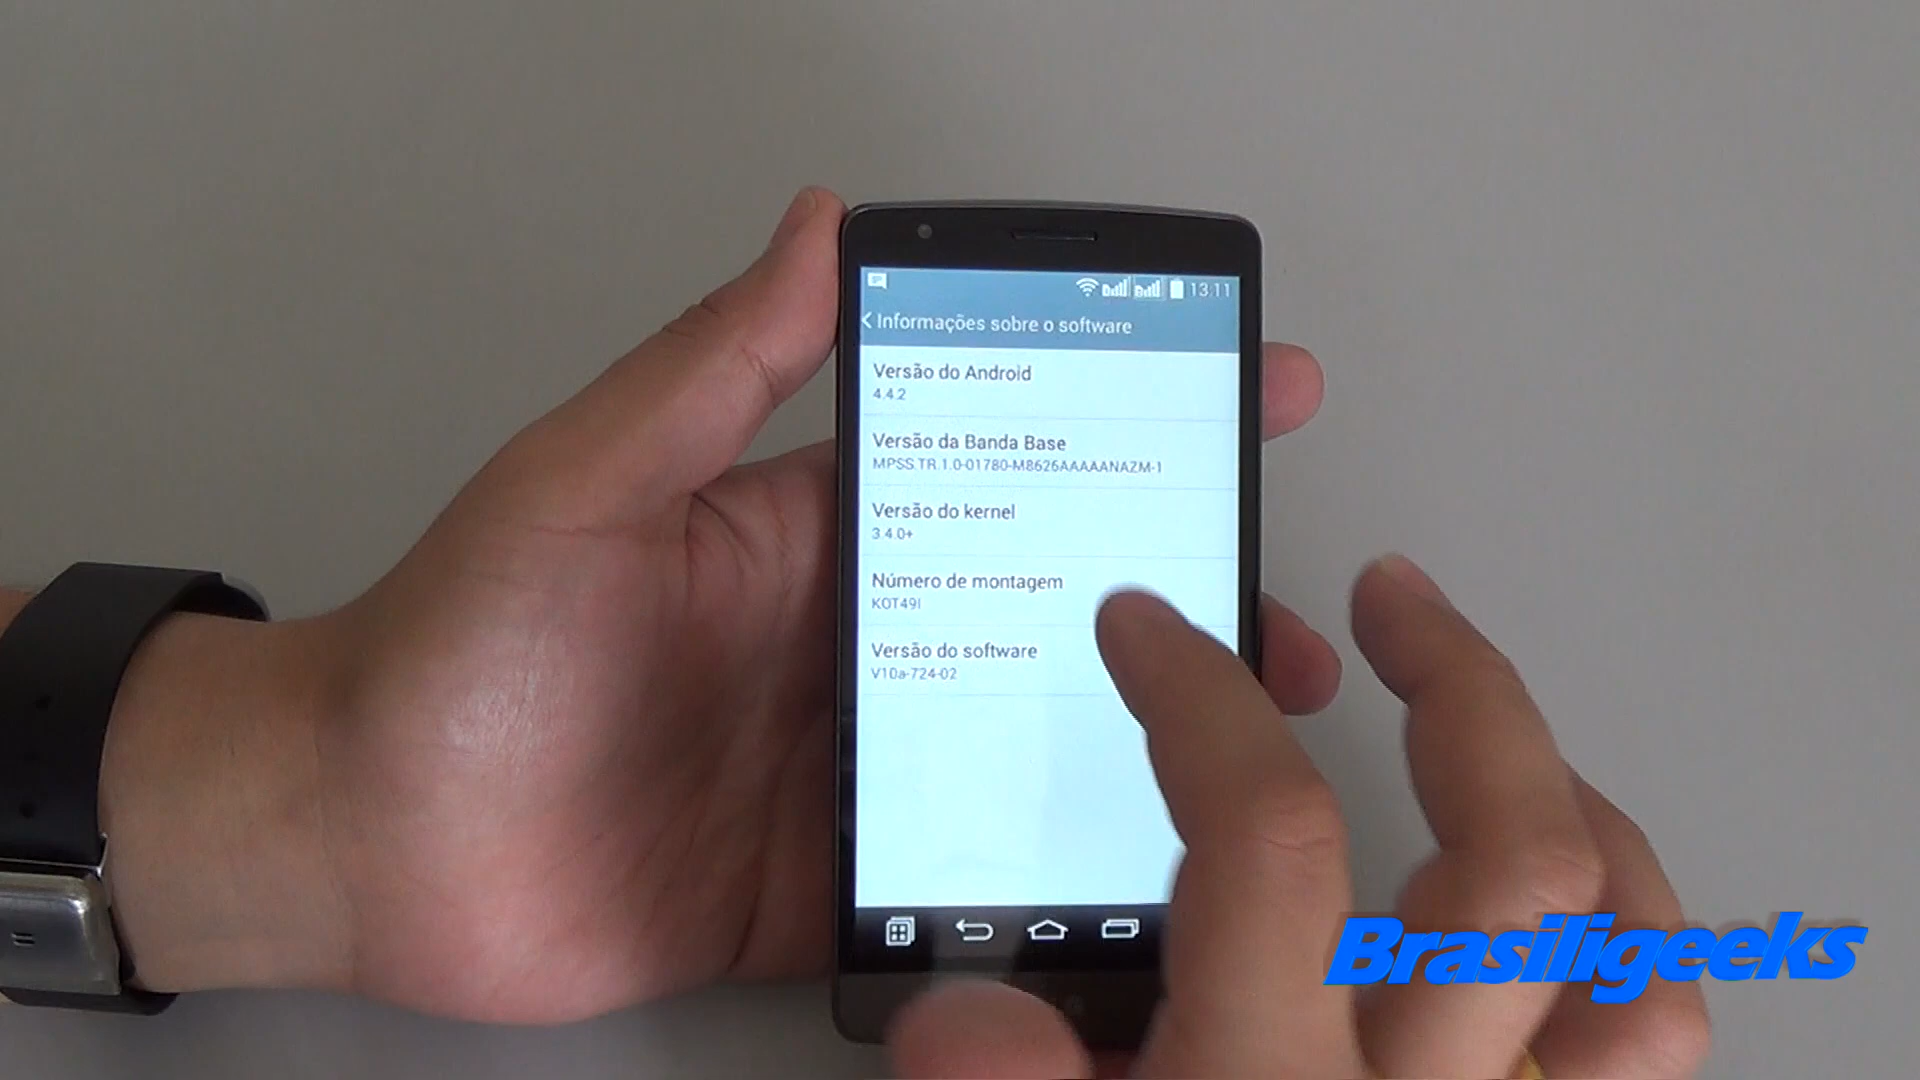 13:11
Informações sobre o software
Versão do Android
4.4.2
Versão da Banda Base
MPSS.TR.1.0-01780-M8626AAAAANAZM-1
Versão do kernel
3.4.0+
Número de montagem
KOT49I
Versão do software
V10a-724-02
Brasiligeeks